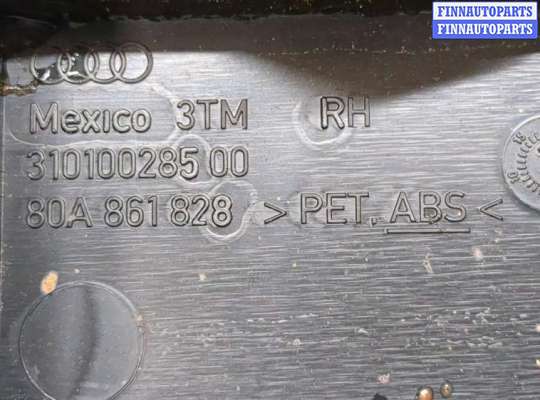 FINNAUTOPARTS
FINNAUTOPARTS
Mexico 3TM RH
310100285 00
80A 861 828 > PET, ABS <